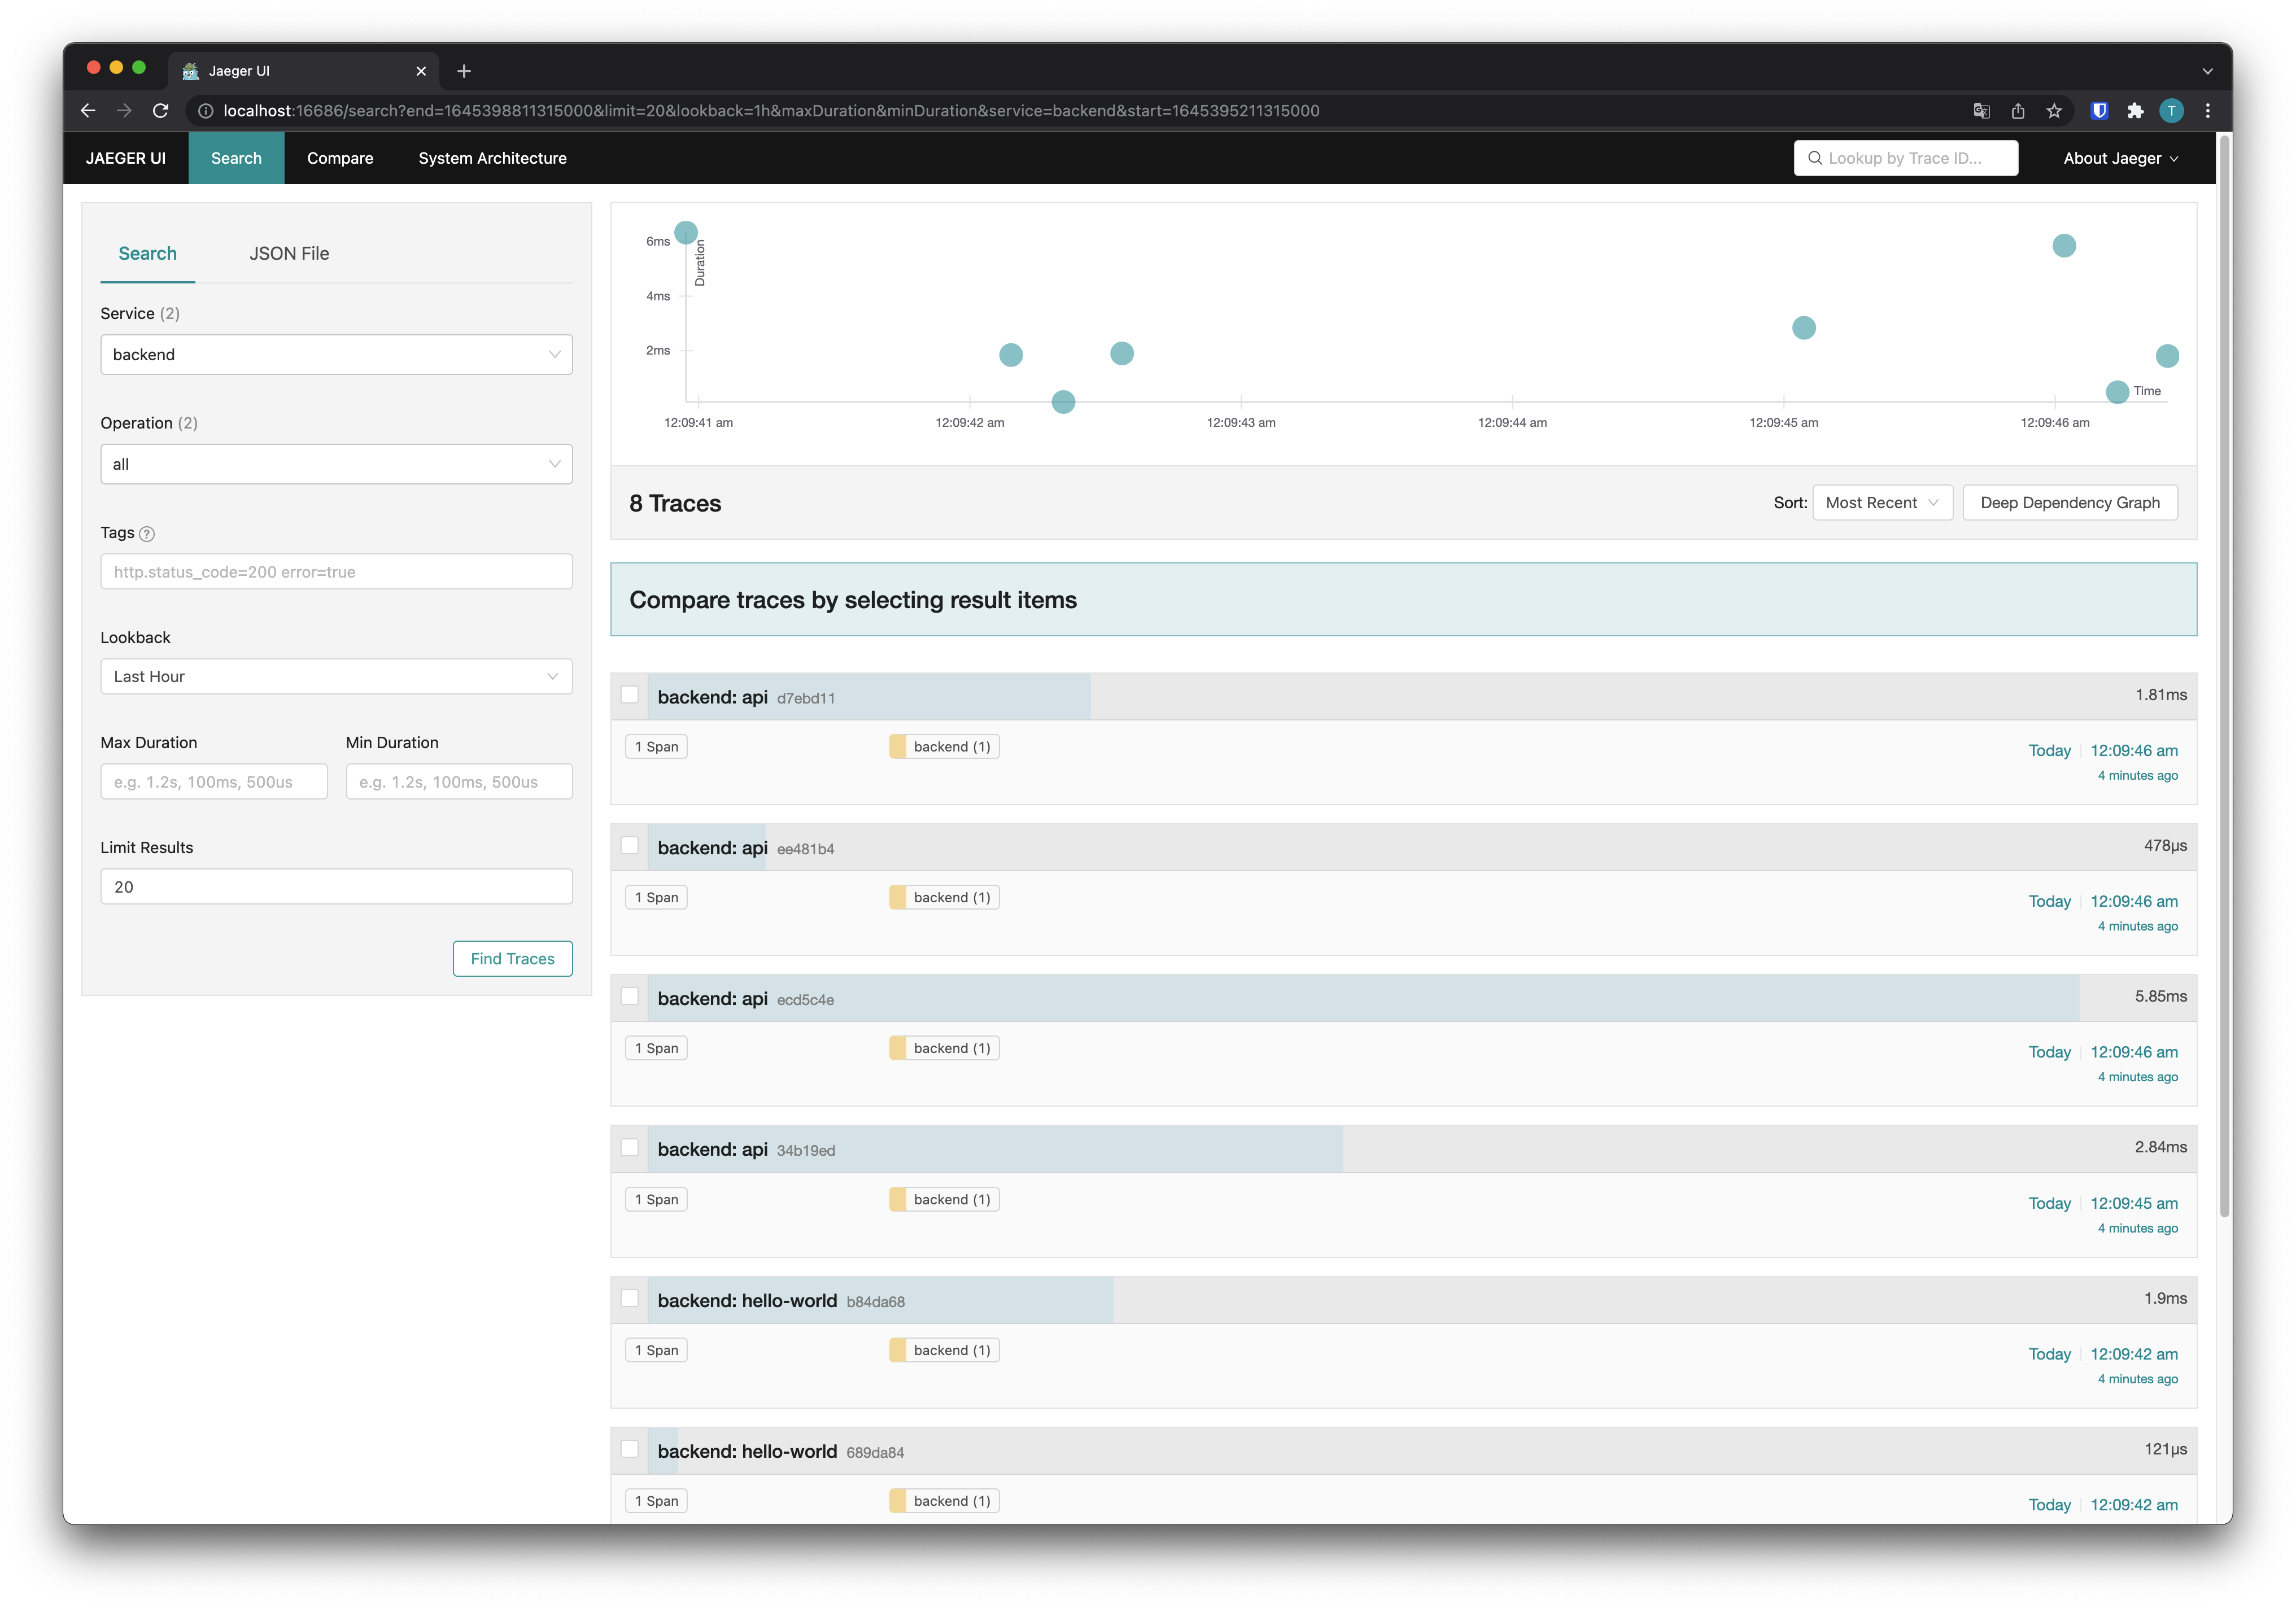 Jaeger UI
localhost:16686/search?end=1645398811315000&limit=20&lookback=1h&maxDuration&minDuration&service=backend&start=1645395211315000
T
JAEGER UI
Search
Compare
System Architecture
Lookup by Trace ID...
About Jaeger
Search
JSON File
Service (2)
backend
Operation (2)
all
Tags ?
http.status_code=200 error=true
Lookback
Last Hour
Max Duration
Min Duration
e.g. 1.2s, 100ms, 500us
e.g. 1.2s, 100ms, 500us
Limit Results
20
Find Traces
6ms
4ms
2ms
Duration
Time
12:09:41 am
12:09:42 am
12:09:43 am
12:09:44 am
12:09:45 am
12:09:46 am
8 Traces
Sort:
Most Recent
Deep Dependency Graph
Compare traces by selecting result items
backend: api d7ebd11
1.81ms
1 Span
backend (1)
Today
12:09:46 am
4 minutes ago
backend: api ee481b4
478μs
1 Span
backend (1)
Today
12:09:46 am
4 minutes ago
backend: api ecd5c4e
5.85ms
1 Span
backend (1)
Today
12:09:46 am
4 minutes ago
backend: api 34b19ed
2.84ms
1 Span
backend (1)
Today
12:09:45 am
4 minutes ago
backend: hello-world b84da68
1.9ms
1 Span
backend (1)
Today
12:09:42 am
4 minutes ago
backend: hello-world 689da84
121μs
1 Span
backend (1)
Today
12:09:42 am